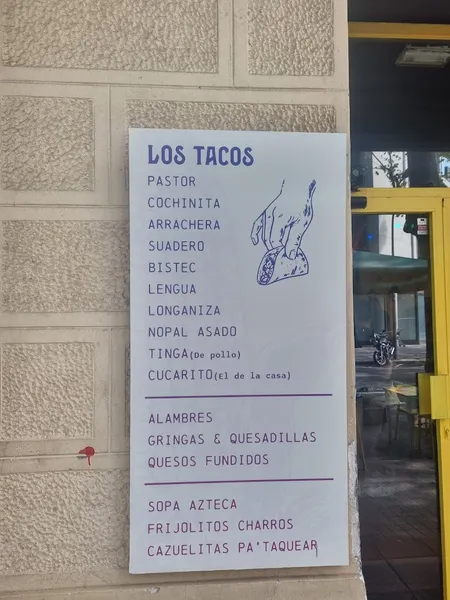 LOS TACOS
PASTOR
COCHINITA
ARRACHERA
SUADERO
BISTEC
LENGUA
LONGANIZA
NOPAL ASADO
TINGA(De pollo)
CUCARITO(El de la casa)
ALAMBRES
GRINGAS & QUESADILLAS
QUESOS FUNDIDOS
SOPA AZTECA
FRIJOLITOS CHARROS
CAZUELITAS PA'TAQUEAR